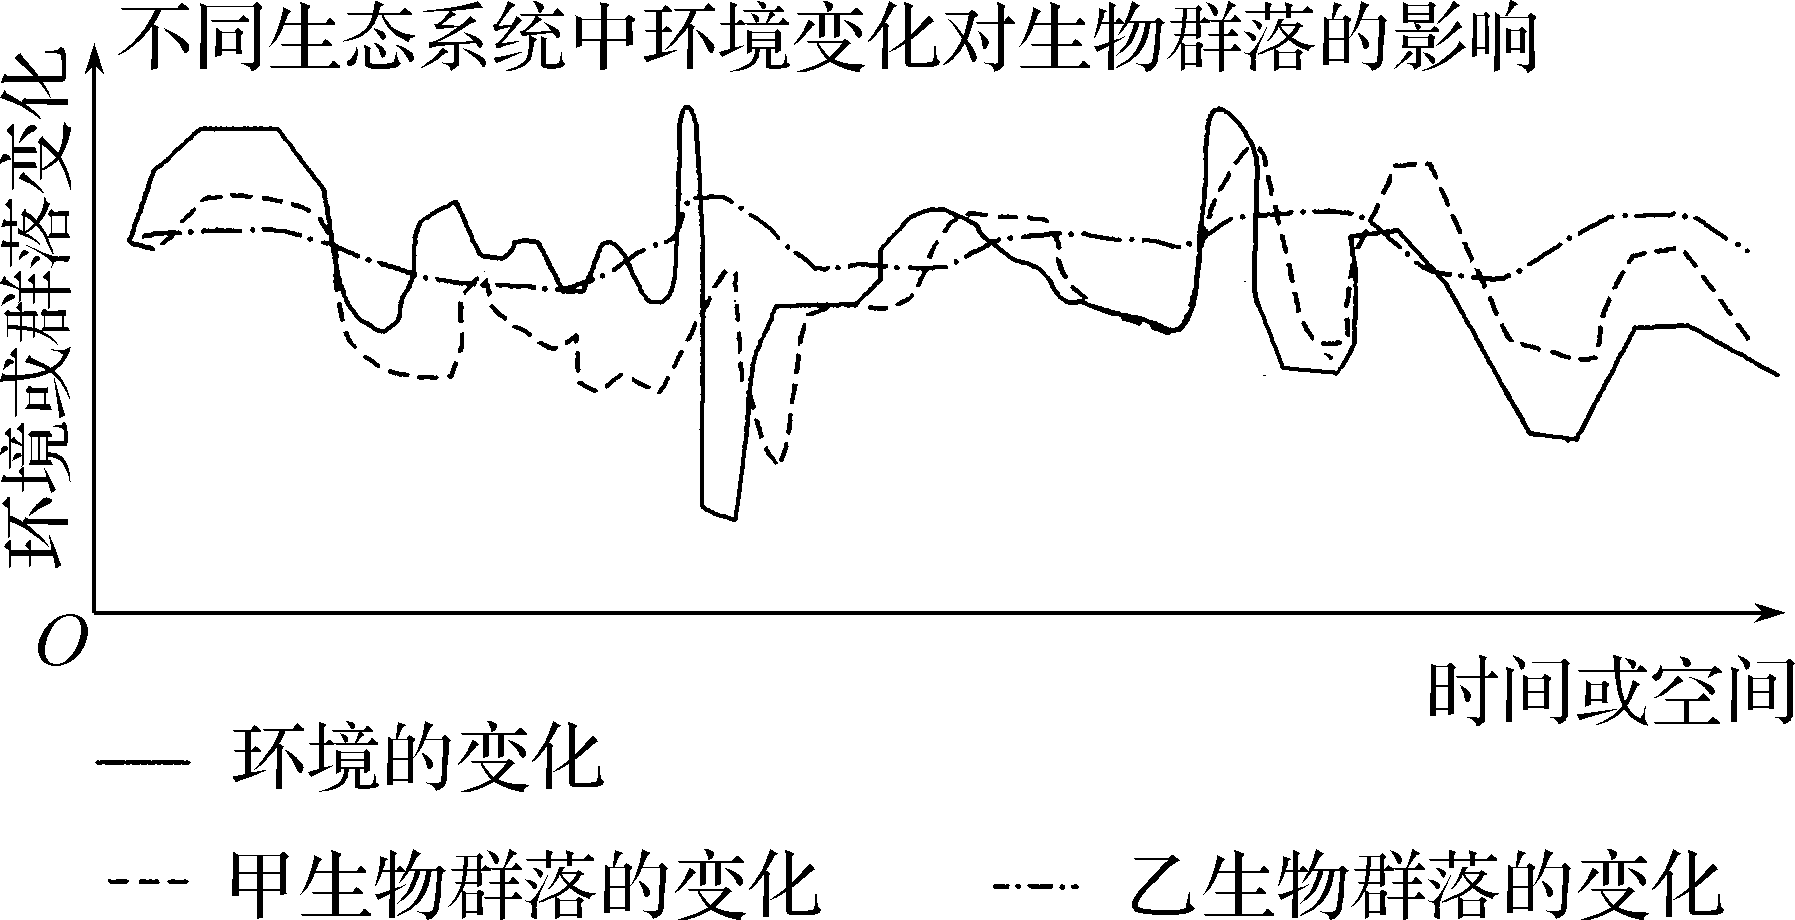 不同生态系统中环境变化对生物群落的影响
环境或群落变化
O
时间或空间
环境的变化
甲生物群落的变化
乙生物群落的变化